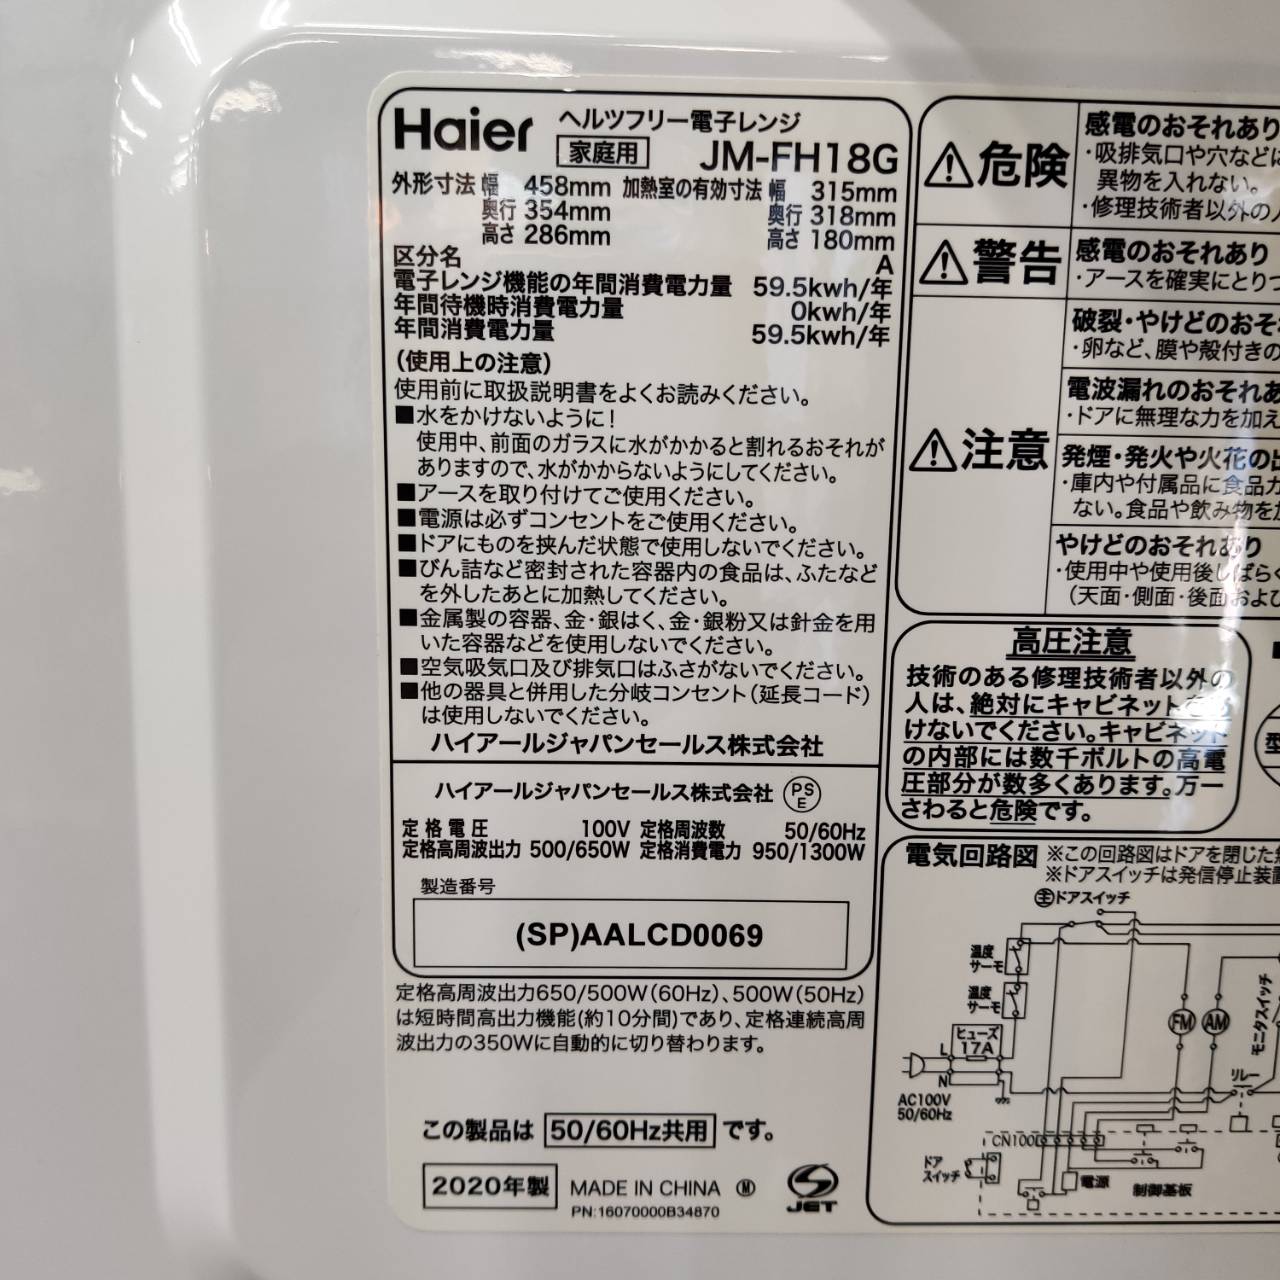 Haier
ヘルツフリー電子レンジ
家庭用 JM-FH18G
外形寸法 幅 458mm 加熱室の有効寸法 幅 315mm
奥行 354mm 奥行 318mm
高さ 286mm 高さ 180mm
区分名 A
電子レンジ機能の年間消費電力量 59.5kwh/年
年間待機時消費電力量 0kwh/年
年間消費電力量 59.5kwh/年
(使用上の注意)
使用前に取扱説明書をよくお読みください。
■水をかけないように!
使用中、前面のガラスに水がかかると割れるおそれが
ありますので、水がかからないようにしてください。
■アースを取り付けてご使用ください。
■電源は必ずコンセントをご使用ください。
■ドアにものを挟んだ状態で使用しないでください。
■びん詰など密封された容器内の食品は、ふたなど
を外したあとに加熱してください。
■金属製の容器、金・銀はく、金・銀粉又は針金を用
いた容器などを使用しないでください。
■空気吸気口及び排気口はふさがないでください。
■他の器具と併用した分岐コンセント(延長コード)
は使用しないでください。
ハイアールジャパンセールス株式会社
ハイアールジャパンセールス株式会社 PSE
定格電圧 100V 定格周波数 50/60Hz
定格高周波出力 500/650W 定格消費電力 950/1300W
製造番号
(SP)AALCD0069
定格高周波出力650/500W(60Hz)、500W(50Hz)
は短時間高出力機能(約10分間)であり、定格連続高周
波出力の350Wに自動的に切り替わります。
この製品は 50/60Hz共用 です。
2020年製 MADE IN CHINA Ⓜ JET
PN:16070000B34870
危険
感電のおそれあり
・吸排気口や穴などに
異物を入れない。
・修理技術者以外の
警告
感電のおそれあり
・アースを確実にとりつ
注意
破裂・やけどのおそ
・卵など、膜や殻付きの
電波漏れのおそれあ
・ドアに無理な力を加え
発煙・発火や火花の
・庫内や付属品に食品
ない。食品や飲み物を
やけどのおそれあり
・使用中や使用後しばらく
(天面・側面・後面および
高圧注意
技術のある修理技術者以外の
人は、絶対にキャビネットをあ
けないでください。キャビネット
の内部には数千ボルトの高電
圧部分が数多くあります。万一
さわると危険です。
型
電気回路図 ※この回路図はドアを閉じた
※ドアスイッチは発信停止装置
主ドアスイッチ
温度
サーモ
温度
サーモ
FM AM
モニタスイッチ
ヒューズ
17A
L
N
リレー
AC100V
50/60Hz
CN100
ドア
スイッチ
電源 制御基板